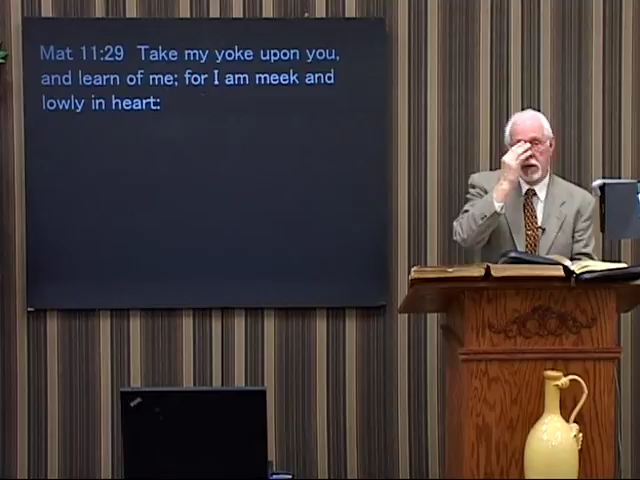 Mat 11:29 Take my yoke upon you,
and learn of me; for I am meek and
lowly in heart: